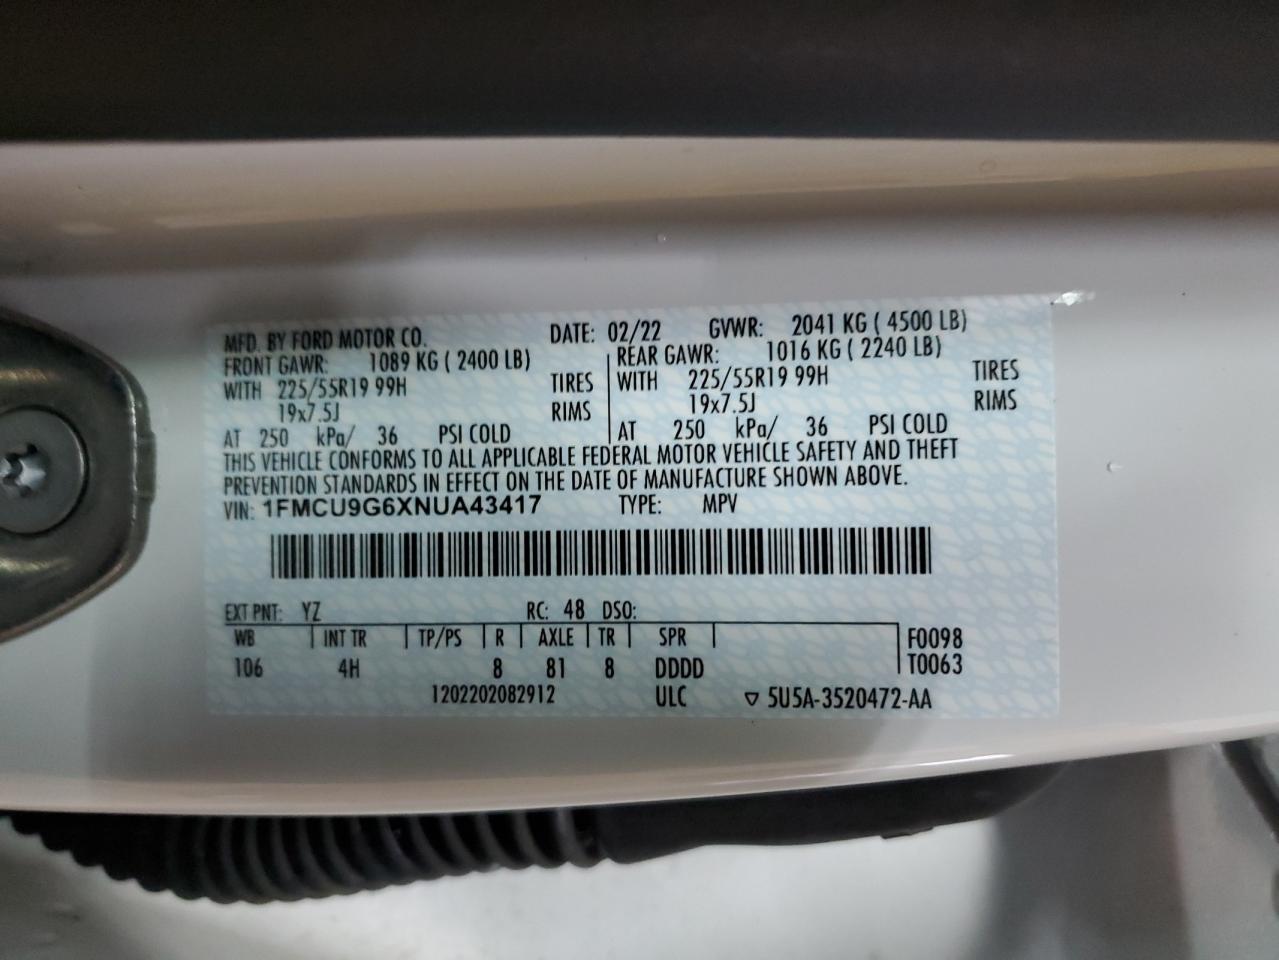 MFD. BY FORD MOTOR CO. DATE: 02/22 GVWR: 2041 KG ( 4500 LB)
FRONT GAWR: 1089 KG ( 2400 LB) REAR GAWR: 1016 KG ( 2240 LB)
WITH 225/55R19 99H TIRES WITH 225/55R19 99H TIRES
19x7.5J RIMS 19x7.5J RIMS
AT 250 kPa/ 36 PSI COLD AT 250 kPa/ 36 PSI COLD
THIS VEHICLE CONFORMS TO ALL APPLICABLE FEDERAL MOTOR VEHICLE SAFETY AND THEFT
PREVENTION STANDARDS IN EFFECT ON THE DATE OF MANUFACTURE SHOWN ABOVE.
VIN: 1FMCU9G6XNUA43417 TYPE: MPV
EXT PNT: YZ RC: 48 DSO:
WB INT TR TP/PS R AXLE TR SPR F0098
106 4H 8 81 8 DDDD T0063
1202202082912 ULC ▽ 5U5A-3520472-AA